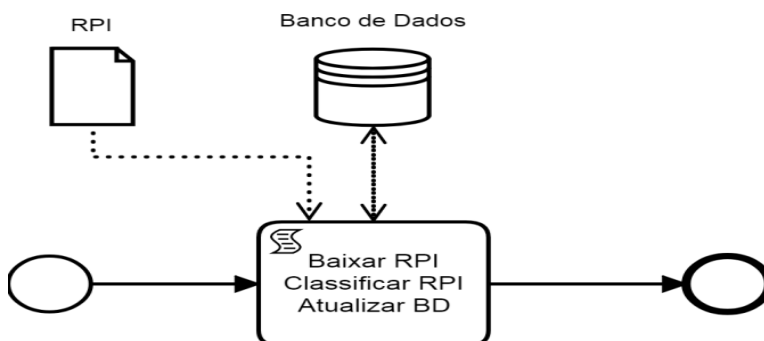 RPI
Banco de Dados
Baixar RPI
Classificar RPI
Atualizar BD